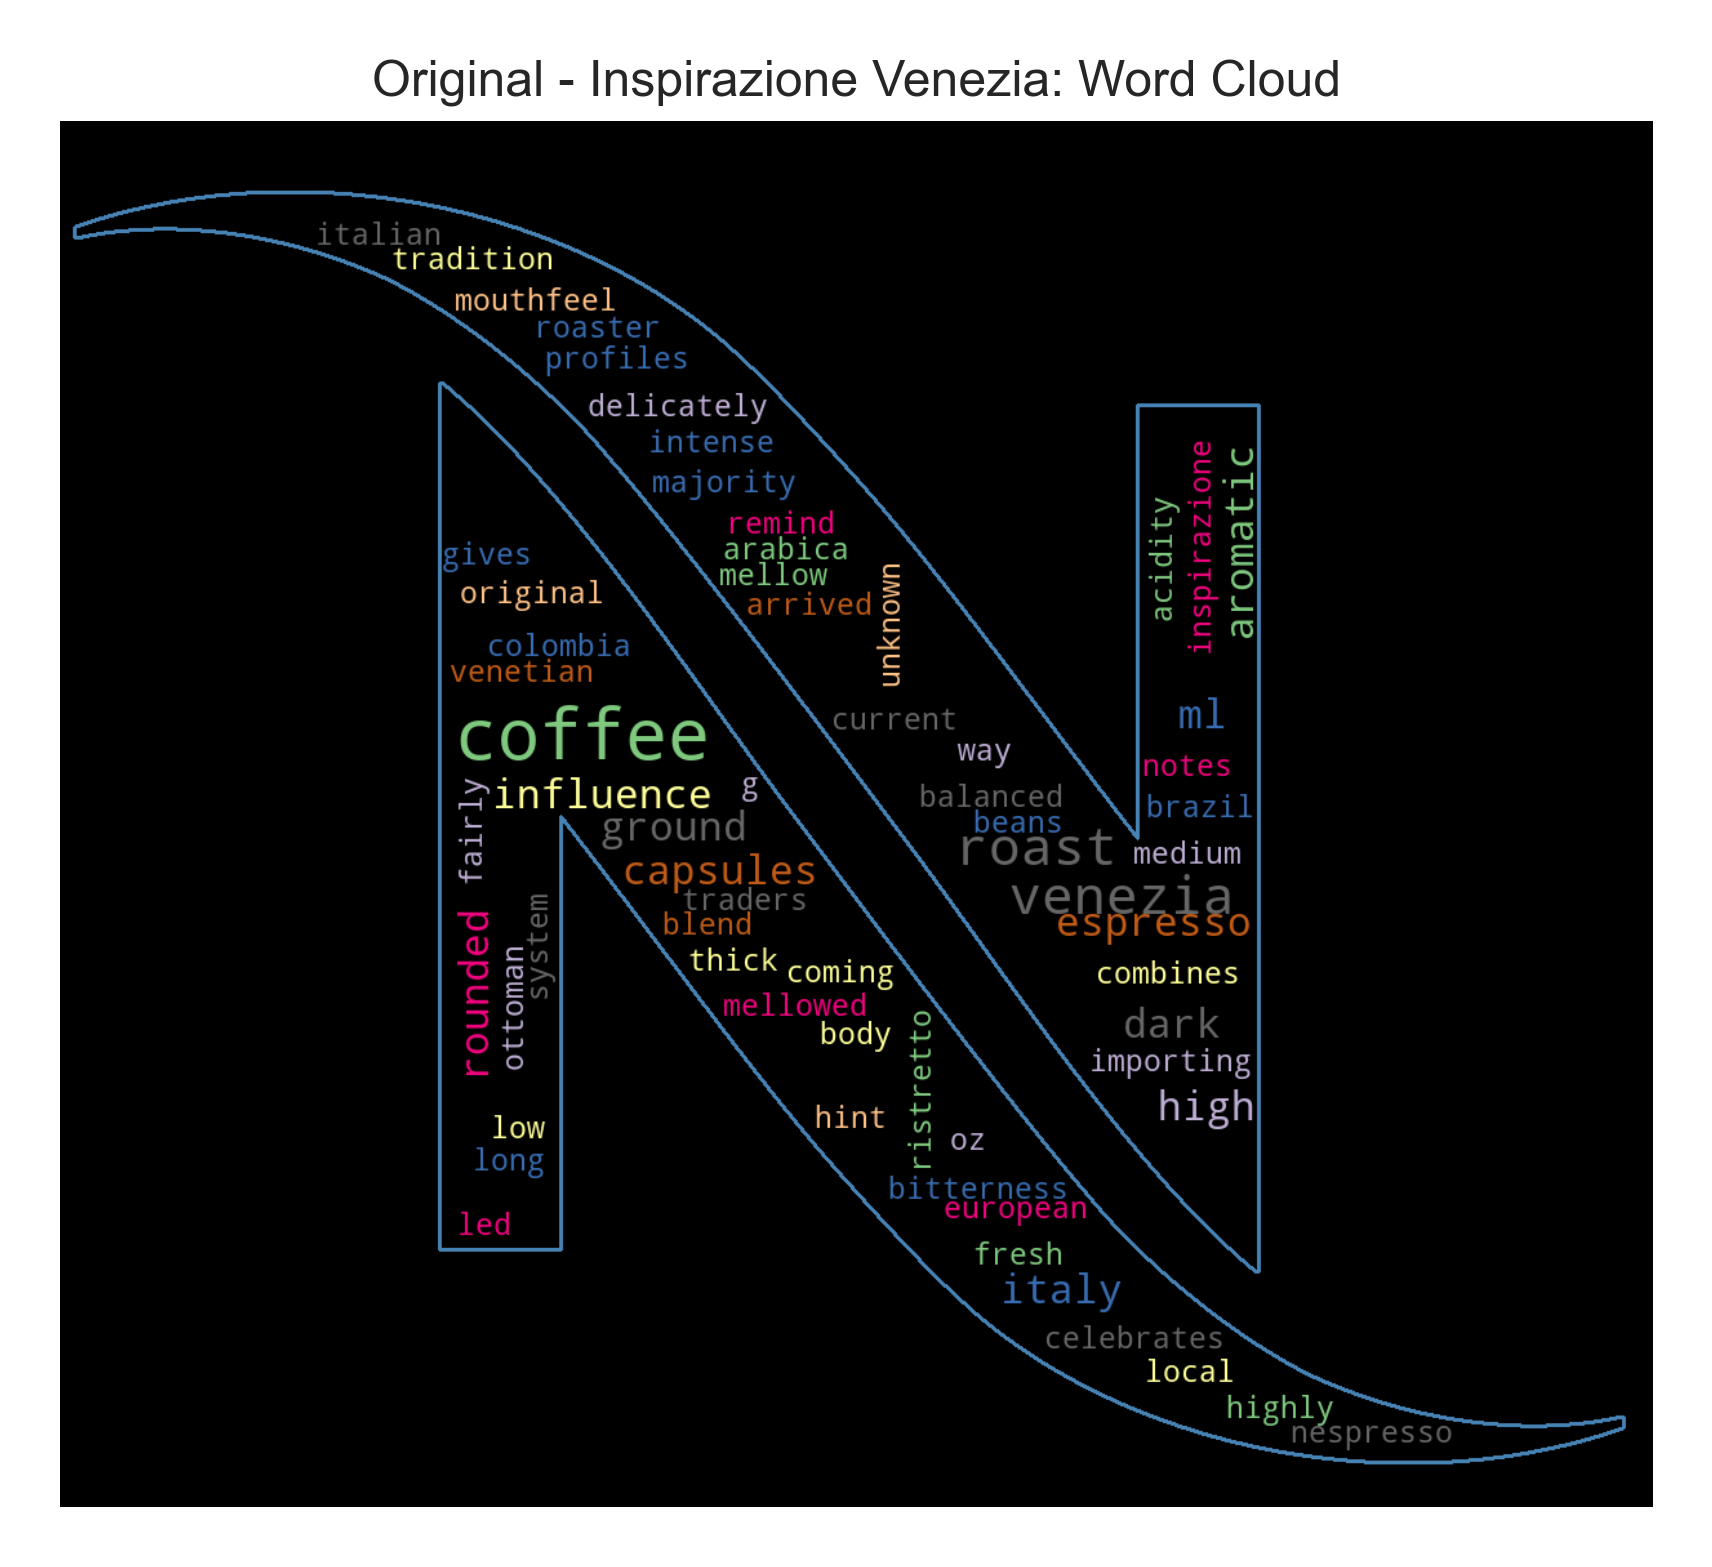 Original - Inspirazione Venezia: Word Cloud
italian
tradition
mouthfeel
roaster
profiles
delicately
intense
majority
remind
arabica
mellow
arrived
unknown
current
way
balanced
beans
roast
venezia
espresso
combines
dark
importing
high
acidity
inspirazione
aromatic
ml
notes
brazil
medium
gives
original
colombia
venetian
coffee
influence
g
fairly
ground
capsules
traders
blend
rounded
ottoman
system
thick
coming
mellowed
body
ristretto
low
long
led
hint
oz
bitterness
european
fresh
italy
celebrates
local
highly
nespresso